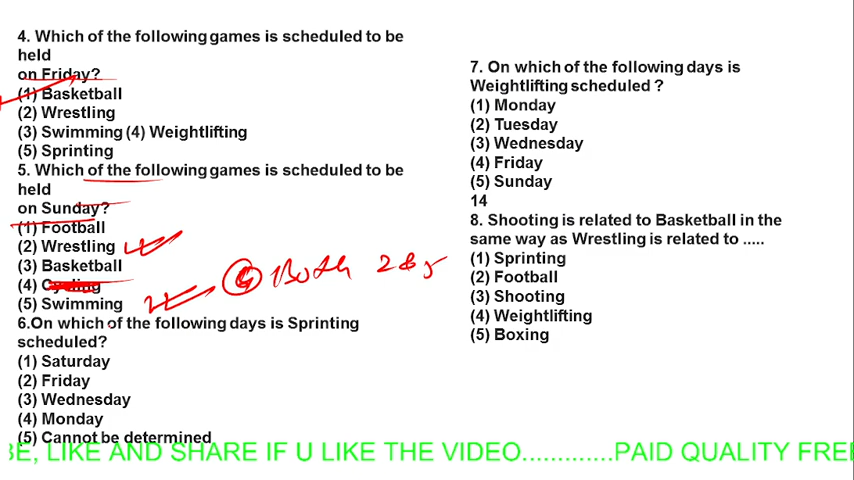 4. Which of the following games is scheduled to be
held
on Friday?
(1) Basketball
(2) Wrestling
(3) Swimming (4) Weightlifting
(5) Sprinting
5. Which of the following games is scheduled to be
held
on Sunday?
(1) Football
(2) Wrestling
(3) Basketball
(4) Cycling
(5) Swimming
4 Both 2 & 5
6.On which of the following days is Sprinting
scheduled?
(1) Saturday
(2) Friday
(3) Wednesday
(4) Monday
(5) Cannot be determined
7. On which of the following days is
Weightlifting scheduled ?
(1) Monday
(2) Tuesday
(3) Wednesday
(4) Friday
(5) Sunday
14
8. Shooting is related to Basketball in the
same way as Wrestling is related to .....
(1) Sprinting
(2) Football
(3) Shooting
(4) Weightlifting
(5) Boxing
BE, LIKE AND SHARE IF U LIKE THE VIDEO.............PAID QUALITY FREE